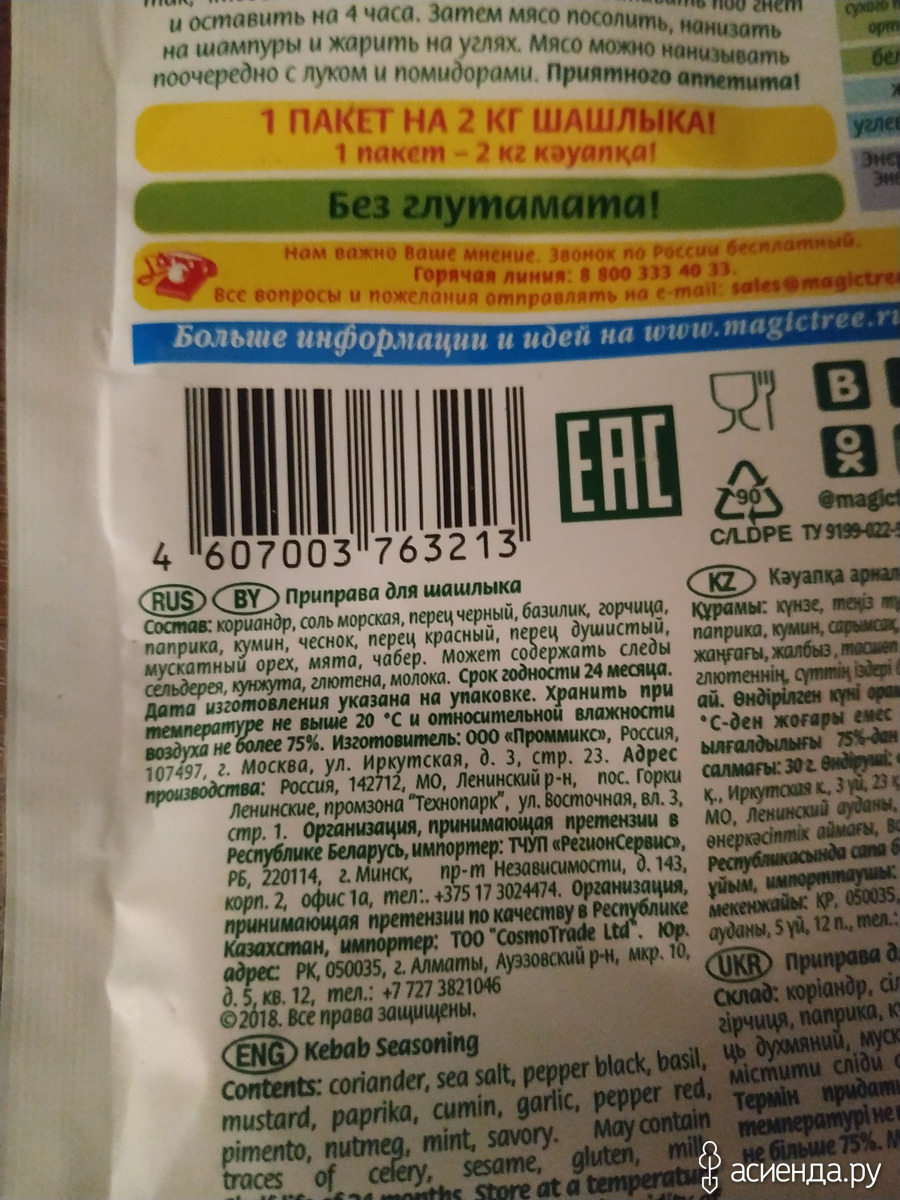 и оставить на 4 часа. Затем мясо посолить, нанизать
на шампуры и жарить на углях. Мясо можно нанизывать
поочередно с луком и помидорами. Приятного аппетита!
1 ПАКЕТ НА 2 КГ ШАШЛЫКА!
1 пакет – 2 кг кәуапқа!
Без глутамата!
Нам важно Ваше мнение. Звонок по России бесплатный.
Горячая линия: 8 800 333 40 33.
Все вопросы и пожелания отправлять на e-mail: sales@magictree
Больше информации и идей на www.magictree.ru
4 607003 763213
EAC
B
90
C/LDPE ТУ 9199-022-
@magict
RUS BY Приправа для шашлыка
Состав: кориандр, соль морская, перец черный, базилик, горчица,
паприка, кумин, чеснок, перец красный, перец душистый,
мускатный орех, мята, чабер. Может содержать следы
сельдерея, кунжута, глютена, молока. Срок годности 24 месяца.
Дата изготовления указана на упаковке. Хранить при
температуре не выше 20 °С и относительной влажности
воздуха не более 75%. Изготовитель: ООО «Проммикс», Россия,
107497, г. Москва, ул. Иркутская, д. 3, стр. 23. Адрес
производства: Россия, 142712, МО, Ленинский р-н, пос. Горки
Ленинские, промзона "Технопарк", ул. Восточная, вл. 3,
стр. 1. Организация, принимающая претензии в
Республике Беларусь, импортер: ТЧУП «РегионСервис»,
РБ, 220114, г. Минск, пр-т Независимости, д. 143,
корп. 2, офис 1а, тел.: +375 17 3024474. Организация,
принимающая претензии по качеству в Республике
Казахстан, импортер: ТОО "CosmoTrade Ltd". Юр.
адрес: РК, 050035, г. Алматы, Ауэзовский р-н, мкр. 10,
д. 5, кв. 12, тел.: +7 727 3821046
©2018. Все права защищены.
ENG Kebab Seasoning
Contents: coriander, sea salt, pepper black, basil,
mustard, paprika, cumin, garlic, pepper red,
pimento, nutmeg, mint, savory. May contain
traces of celery, sesame, gluten, milk
months. Store at a temperature
KZ Кәуапқа арнал
Құрамы: күнзе, теңіз
паприка, кумин, сарымсақ,
жаңғағы, жалбыз,
глютеннің, сүттің іздері
ай. Өндірілген күні
°С-ден жоғары емес
ылғалдылығы 75%-дан
салмағы: 30 г. Өндіруші:
қ., Иркутская к., 3 үй, 23
МО, Ленинский ауданы,
өнеркәсіптік аймағы,
Республикасында сапа
ұйым, импорттаушы:
мекенжайы: ҚР, 050035,
ауданы, 5 үй, 12 п., тел.:
UKR Приправа
Склад: коріандр,
гірчиця, паприка,
духмяний,
містити сліди
Термін
температурі не
не більше 75%.
асиенда.ру